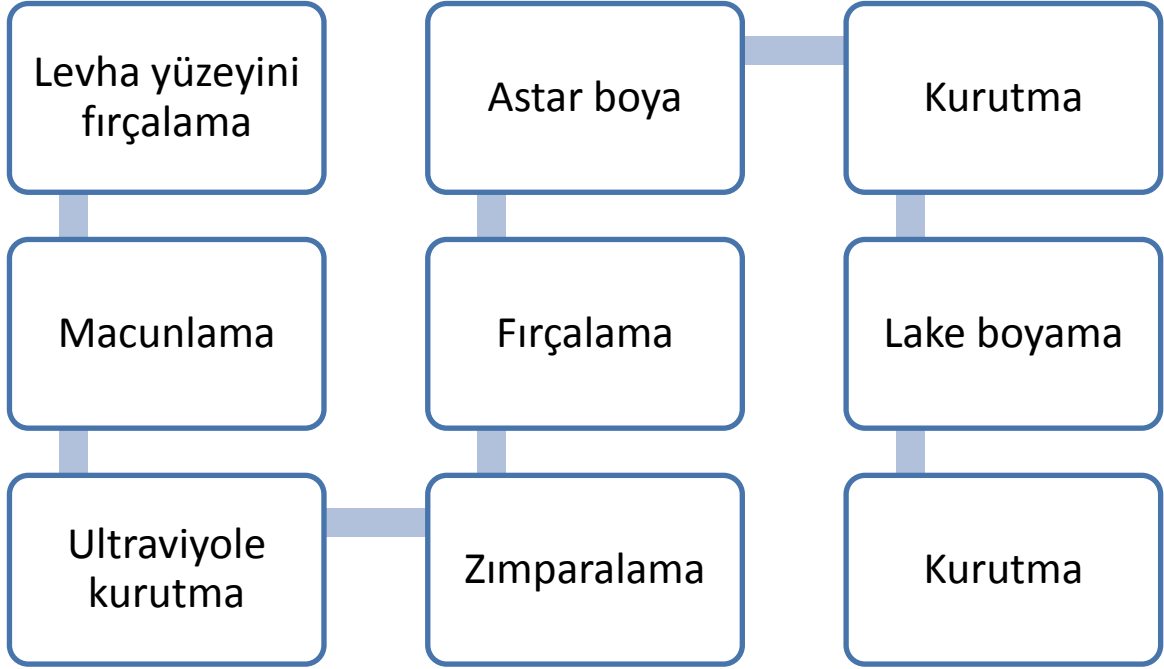 Levha yüzeyini
fırçalama
Macunlama
Ultraviyole
kurutma
Zımparalama
Fırçalama
Astar boya
Kurutma
Lake boyama
Kurutma